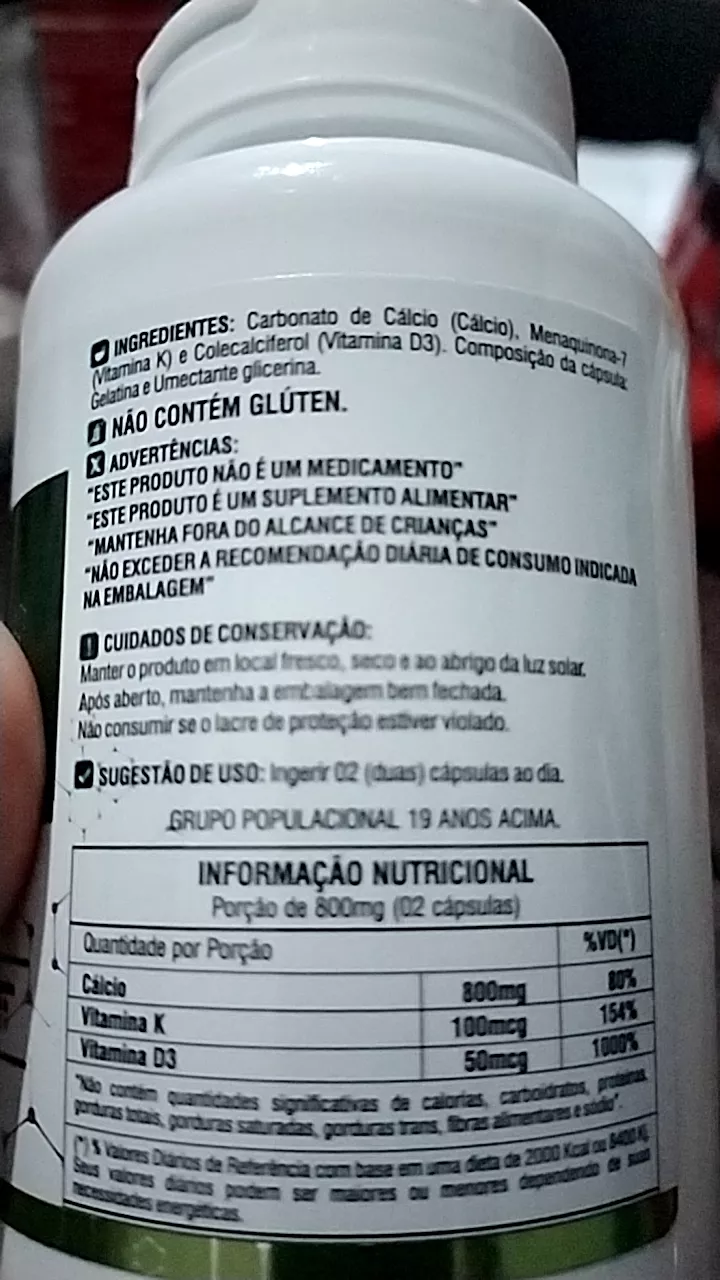 INGREDIENTES: Carbonato de Cálcio (Cálcio), Menaquinona-7
(Vitamina K) e Colecalciferol (Vitamina D3). Composição da cápsula:
Gelatina e Umectante glicerina.
NÃO CONTÉM GLÚTEN.
ADVERTÊNCIAS:
"ESTE PRODUTO NÃO É UM MEDICAMENTO"
"ESTE PRODUTO É UM SUPLEMENTO ALIMENTAR"
"MANTENHA FORA DO ALCANCE DE CRIANÇAS"
"NÃO EXCEDER A RECOMENDAÇÃO DIÁRIA DE CONSUMO INDICADA
NA EMBALAGEM"
CUIDADOS DE CONSERVAÇÃO:
Manter o produto em local fresco, seco e ao abrigo da luz solar.
Após aberto, mantenha a embalagem bem fechada.
Não consumir se o lacre de proteção estiver violado.
SUGESTÃO DE USO: Ingerir 02 (duas) cápsulas ao dia.
GRUPO POPULACIONAL 19 ANOS ACIMA.
INFORMAÇÃO NUTRICIONAL
Porção de 800mg (02 cápsulas)
Quantidade por Porção %VD(*)
Cálcio 800mg 80%
Vitamina K 100mcg 154%
Vitamina D3 50mcg 1000%
"Não contém quantidades significativas de calorias, carboidratos, proteínas,
gorduras totais, gorduras saturadas, gorduras trans, fibras alimentares e sódio".
(*) % Valores Diários de Referência com base em uma dieta de 2000 Kcal ou 8400 Kj.
Seus valores diários podem ser maiores ou menores dependendo de suas
necessidades energéticas.